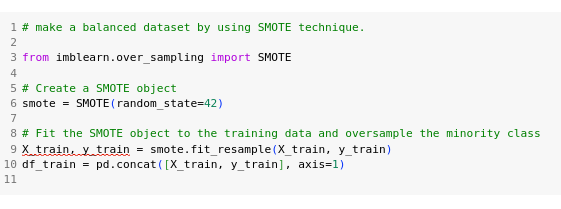 1 # make a balanced dataset by using SMOTE technique.
2
3 from imblearn.over_sampling import SMOTE
4
5 # Create a SMOTE object
6 smote = SMOTE(random_state=42)
7
8 # Fit the SMOTE object to the training data and oversample the minority class
9 X_train, y_train = smote.fit_resample(X_train, y_train)
10 df_train = pd.concat([X_train, y_train], axis=1)
11